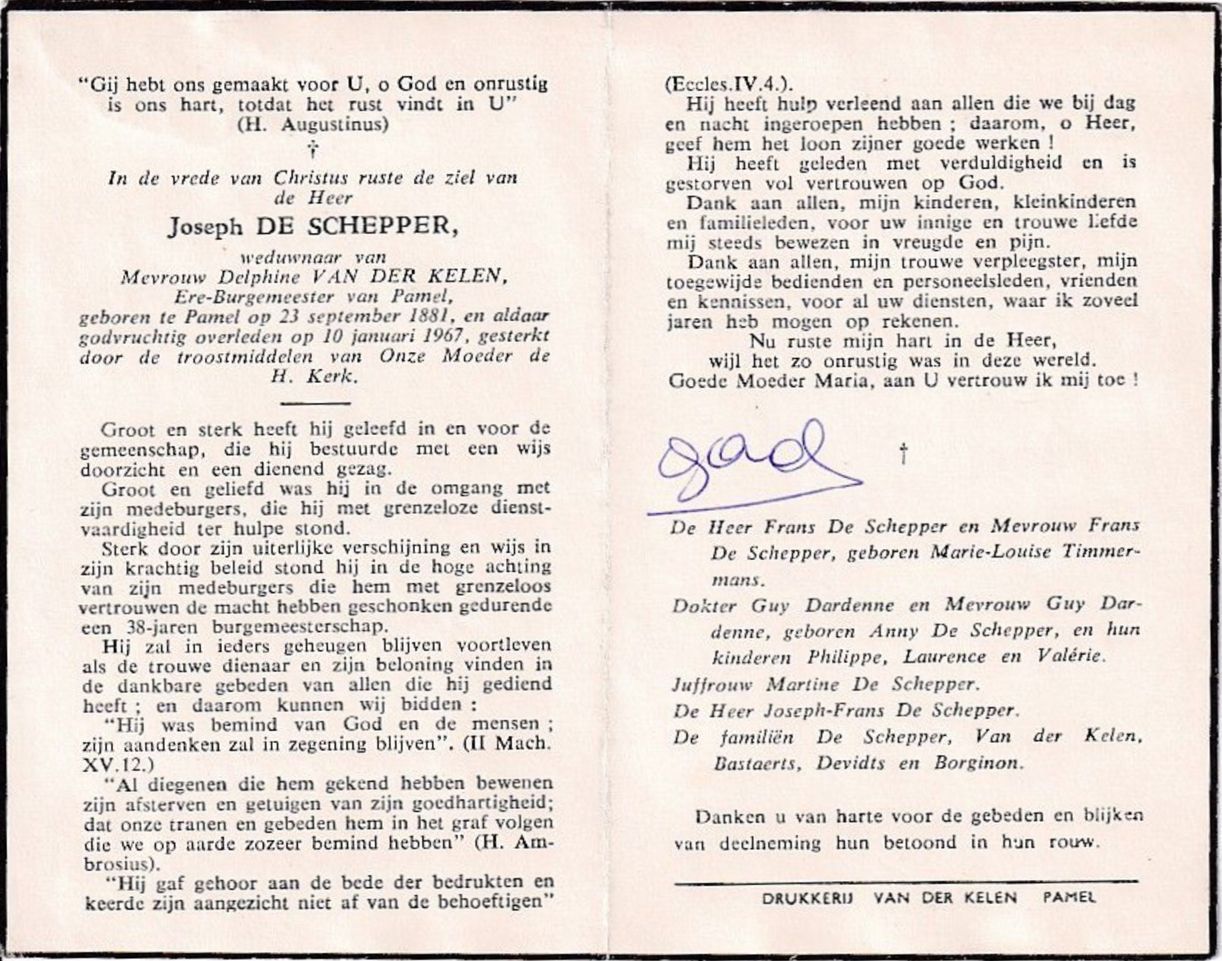 "Gij hebt ons gemaakt voor U, o God en onrustig
is ons hart, totdat het rust vindt in U"
(H. Augustinus)
†
In de vrede van Christus ruste de ziel van
de Heer
Joseph DE SCHEPPER,
weduwnaar van
Mevrouw Delphine VAN DER KELEN,
Ere-Burgemeester van Pamel,
geboren te Pamel op 23 september 1881, en aldaar
godvruchtig overleden op 10 januari 1967, gesterkt
door de troostmiddelen van Onze Moeder de
H. Kerk.
Groot en sterk heeft hij geleefd in en voor de
gemeenschap, die hij bestuurde met een wijs
doorzicht en een dienend gezag.
Groot en geliefd was hij in de omgang met
zijn medeburgers, die hij met grenzeloze dienst-
vaardigheid ter hulpe stond.
Sterk door zijn uiterlijke verschijning en wijs in
zijn krachtig beleid stond hij in de hoge achting
van zijn medeburgers die hem met grenzeloos
vertrouwen de macht hebben geschonken gedurende
een 38-jaren burgemeesterschap.
Hij zal in ieders geheugen blijven voortleven
als de trouwe dienaar en zijn beloning vinden in
de dankbare gebeden van allen die hij gediend
heeft ; en daarom kunnen wij bidden :
"Hij was bemind van God en de mensen ;
zijn aandenken zal in zegening blijven". (II Mach.
XV.12.)
"Al diegenen die hem gekend hebben bewenen
zijn afsterven en getuigen van zijn goedhartigheid;
dat onze tranen en gebeden hem in het graf volgen
die we op aarde zozeer bemind hebben" (H. Am-
brosius).
"Hij gaf gehoor aan de bede der bedrukten en
keerde zijn aangezicht niet af van de behoeftigen"
(Eccles.IV.4.).
Hij heeft hulp verleend aan allen die we bij dag
en nacht ingeroepen hebben ; daarom, o Heer,
geef hem het loon zijner goede werken !
Hij heeft geleden met verduldigheid en is
gestorven vol vertrouwen op God.
Dank aan allen, mijn kinderen, kleinkinderen
en familieleden, voor uw innige en trouwe liefde
mij steeds bewezen in vreugde en pijn.
Dank aan allen, mijn trouwe verpleegster, mijn
toegewijde bedienden en personeelsleden, vrienden
en kennissen, voor al uw diensten, waar ik zoveel
jaren heb mogen op rekenen.
Nu ruste mijn hart in de Heer,
wijl het zo onrustig was in deze wereld.
Goede Moeder Maria, aan U vertrouw ik mij toe !
†
De Heer Frans De Schepper en Mevrouw Frans
De Schepper, geboren Marie-Louise Timmer-
mans.
Dokter Guy Dardenne en Mevrouw Guy Dar-
denne, geboren Anny De Schepper, en hun
kinderen Philippe, Laurence en Valérie.
Juffrouw Martine De Schepper.
De Heer Joseph-Frans De Schepper.
De familiën De Schepper, Van der Kelen,
Bastaerts, Devidts en Borginon.
Danken u van harte voor de gebeden en blijken
van deelneming hun betoond in hun rouw.
DRUKKERIJ VAN DER KELEN PAMEL